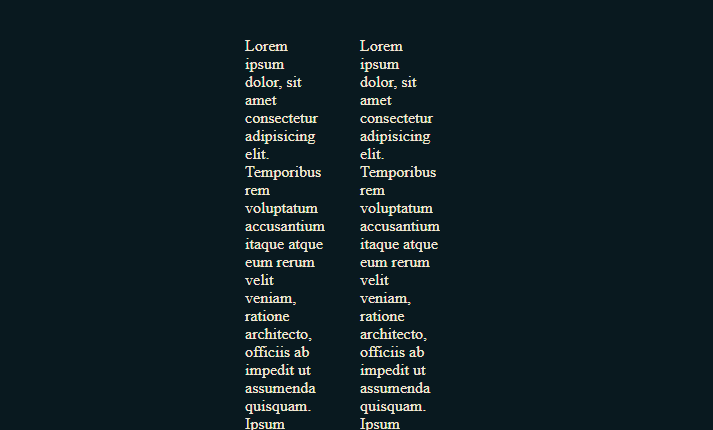 Lorem
ipsum
dolor, sit
amet
consectetur
adipisicing
elit.
Temporibus
rem
voluptatum
accusantium
itaque atque
eum rerum
velit
veniam,
ratione
architecto,
officiis ab
impedit ut
assumenda
quisquam.
Ipsum
Lorem
ipsum
dolor, sit
amet
consectetur
adipisicing
elit.
Temporibus
rem
voluptatum
accusantium
itaque atque
eum rerum
velit
veniam,
ratione
architecto,
officiis ab
impedit ut
assumenda
quisquam.
Ipsum